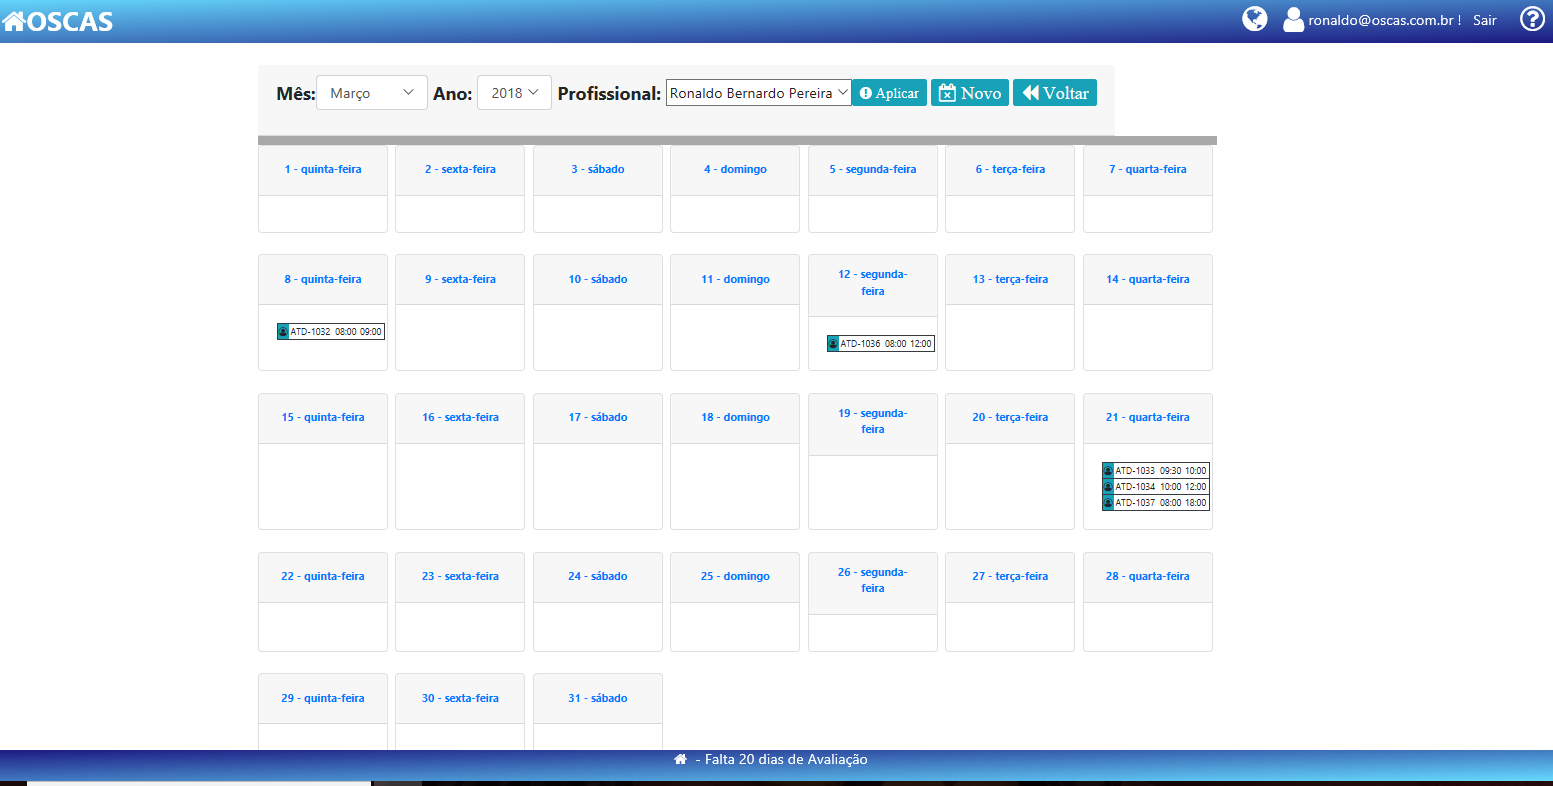 OSCAS ronaldo@oscas.com.br ! Sair
Mês: Março Ano: 2018 Profissional: Ronaldo Bernardo Pereira Aplicar Novo Voltar
1 - quinta-feira 2 - sexta-feira 3 - sábado 4 - domingo 5 - segunda-feira 6 - terça-feira 7 - quarta-feira
8 - quinta-feira 9 - sexta-feira 10 - sábado 11 - domingo 12 - segunda-
feira 13 - terça-feira 14 - quarta-feira
ATD-1032 08:00 09:00
ATD-1036 08:00 12:00
15 - quinta-feira 16 - sexta-feira 17 - sábado 18 - domingo 19 - segunda-
feira 20 - terça-feira 21 - quarta-feira
ATD-1033 09:30 10:00
ATD-1034 10:00 12:00
ATD-1037 08:00 18:00
22 - quinta-feira 23 - sexta-feira 24 - sábado 25 - domingo 26 - segunda-
feira 27 - terça-feira 28 - quarta-feira
29 - quinta-feira 30 - sexta-feira 31 - sábado
- Falta 20 dias de Avaliação